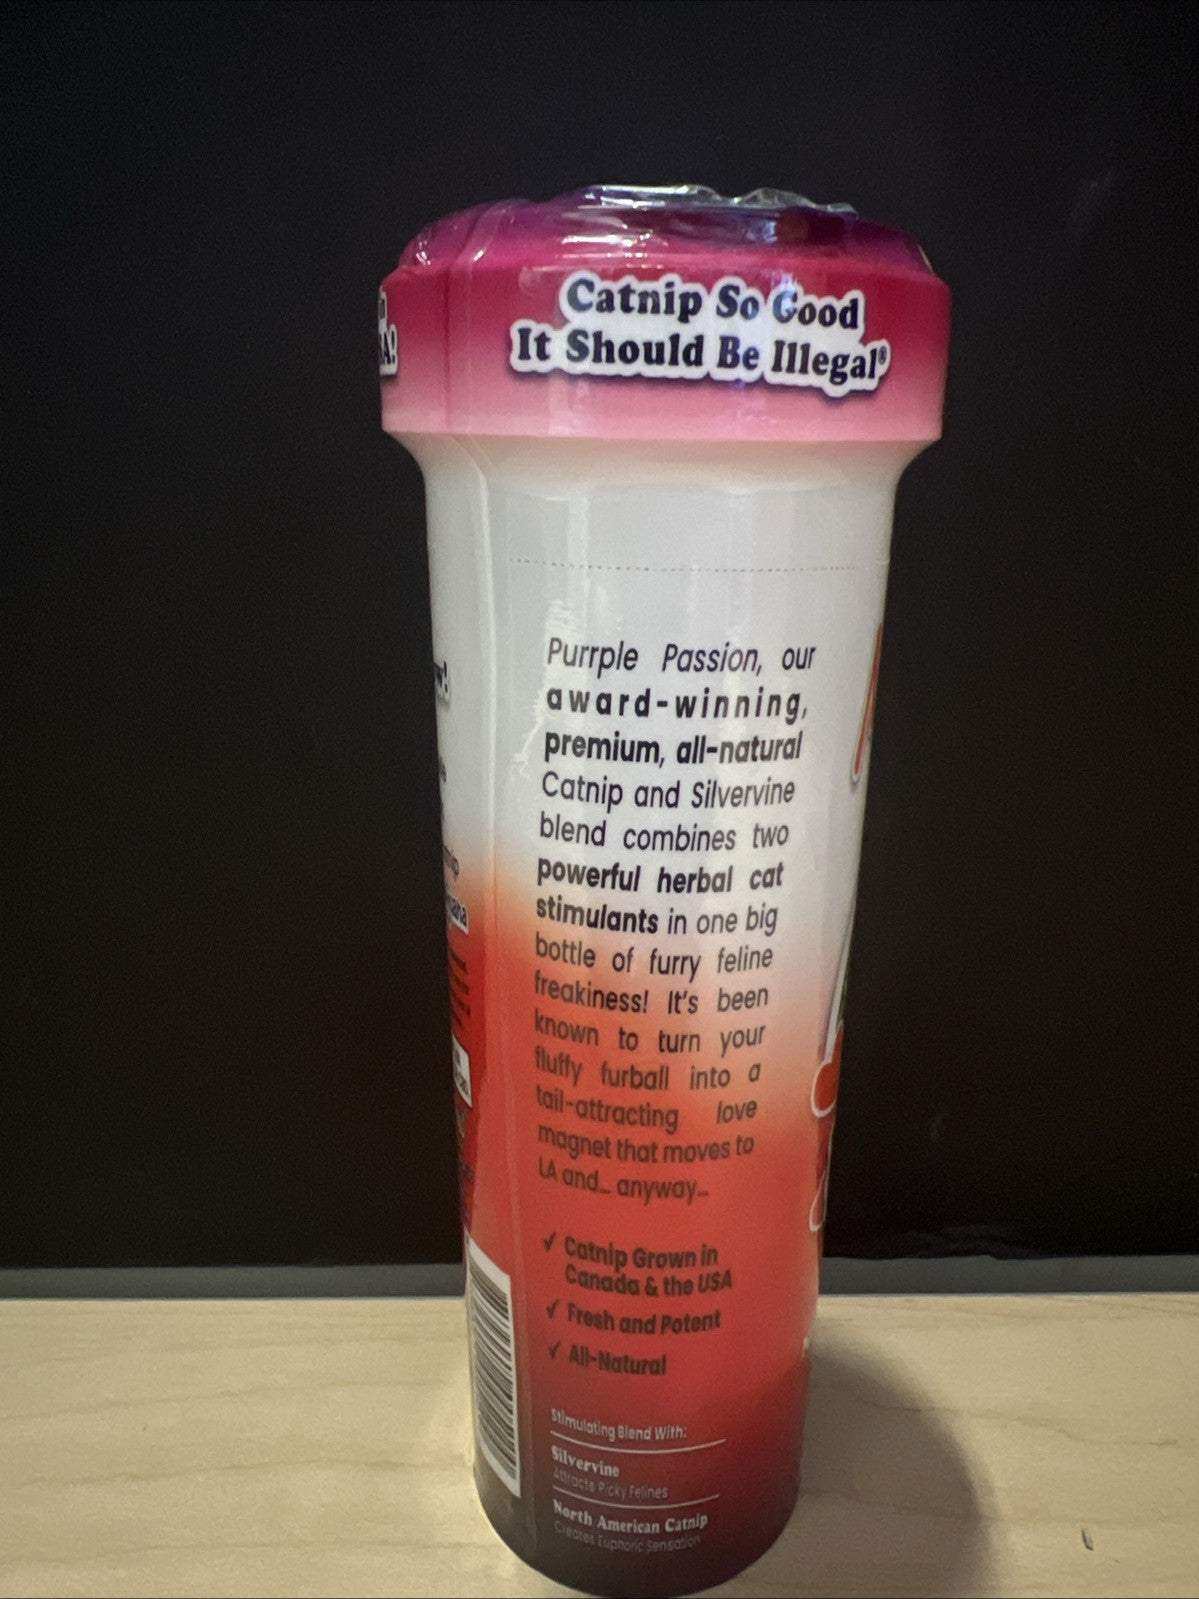 Catnip So Good
It Should Be Illegal®
Purrple Passion, our
award-winning,
premium, all-natural
Catnip and Silvervine
blend combines two
powerful herbal cat
stimulants in one big
bottle of furry feline
freakiness! It's been
known to turn your
fluffy furball into a
tail-attracting love
magnet that moves to
LA and... anyway...
✓ Catnip Grown in
Canada & the USA
✓ Fresh and Potent
✓ All-Natural
Stimulating Blend With:
Silvervine
Attracts Picky Felines
North American Catnip
Creates Euphoric Sensation